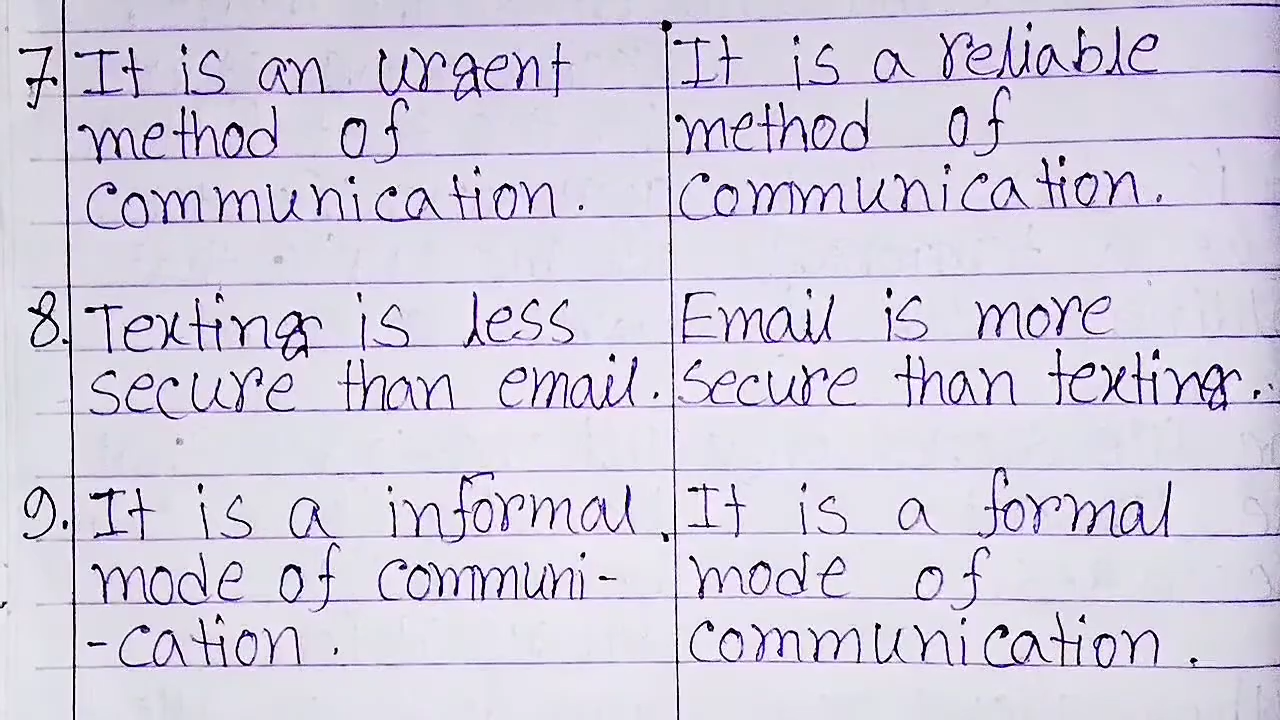 7. It is an urgent
method of
communication.
It is a reliable
method of
communication.
8. Texting is less
secure than email.
Email is more
secure than texting.
9. It is a informal
mode of communi-
-cation.
It is a formal
mode of
communication.